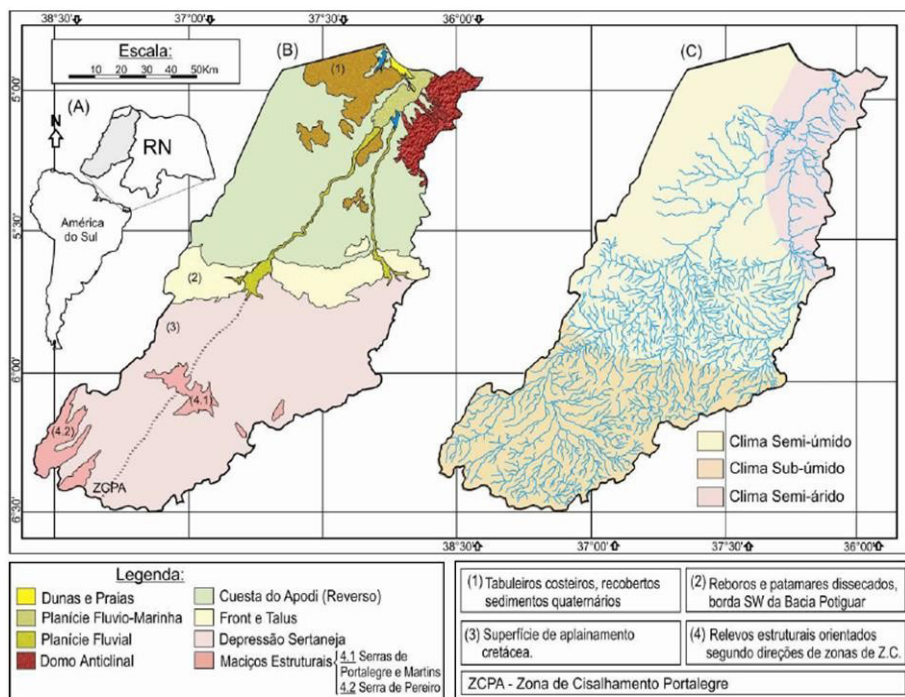 38°30' 37°00' 37°30' 36°00'
Escala:
10 20 30 40 50Km
(A)
N
RN
América
do Sul
(B)
(1)
(2)
(3)
(4.1)
(4.2)
ZCPA
(C)
Clima Semi-úmido
Clima Sub-úmido
Clima Semi-árido
5°00'
5°30'
6°00'
6°30'
38°30' 37°00' 37°30' 36°00'
Legenda:
Dunas e Praias
Planície Fluvio-Marinha
Planície Fluvial
Domo Anticlinal
Cuesta do Apodi (Reverso)
Front e Talus
Depressão Sertaneja
Maciços Estruturais
4.1 Serras de
Portalegre e Martins
4.2 Serra de Pereiro
(1) Tabuleiros costeiros, recobertos
sedimentos quaternários
(2) Reboros e patamares dissecados,
borda SW da Bacia Potiguar
(3) Superfície de aplainamento
cretácea.
(4) Relevos estruturais orientados
segundo direções de zonas de Z.C.
ZCPA - Zona de Cisalhamento Portalegre